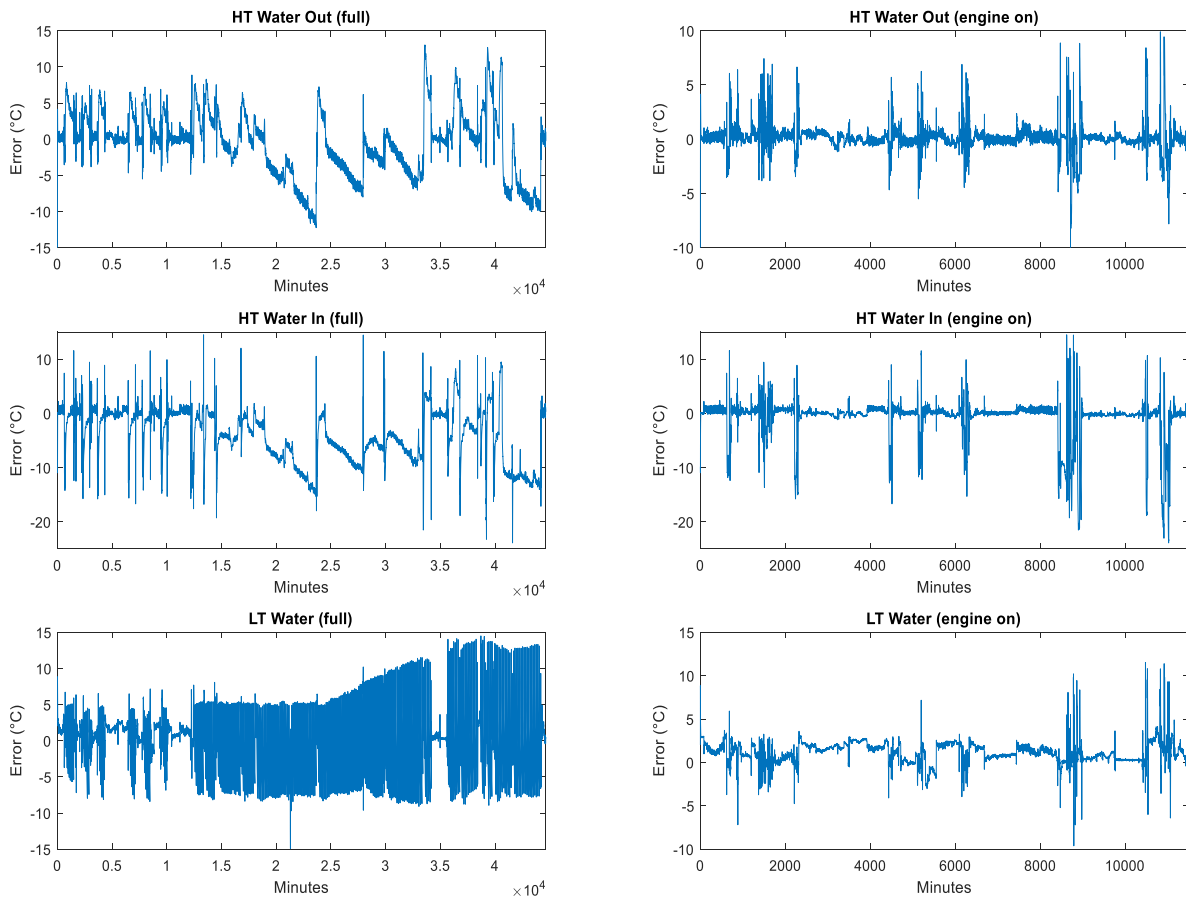 HT Water Out (full)
15
10
5
0
-5
-10
-15
Error (°C)
0 0.5 1 1.5 2 2.5 3 3.5 4
Minutes
×10^4
HT Water Out (engine on)
10
5
0
-5
-10
Error (°C)
0 2000 4000 6000 8000 10000
Minutes
HT Water In (full)
10
0
-10
-20
Error (°C)
0 0.5 1 1.5 2 2.5 3 3.5 4
Minutes
×10^4
HT Water In (engine on)
10
0
-10
-20
Error (°C)
0 2000 4000 6000 8000 10000
Minutes
LT Water (full)
15
10
5
0
-5
-10
-15
Error (°C)
0 0.5 1 1.5 2 2.5 3 3.5 4
Minutes
×10^4
LT Water (engine on)
15
10
5
0
-5
-10
Error (°C)
0 2000 4000 6000 8000 10000
Minutes